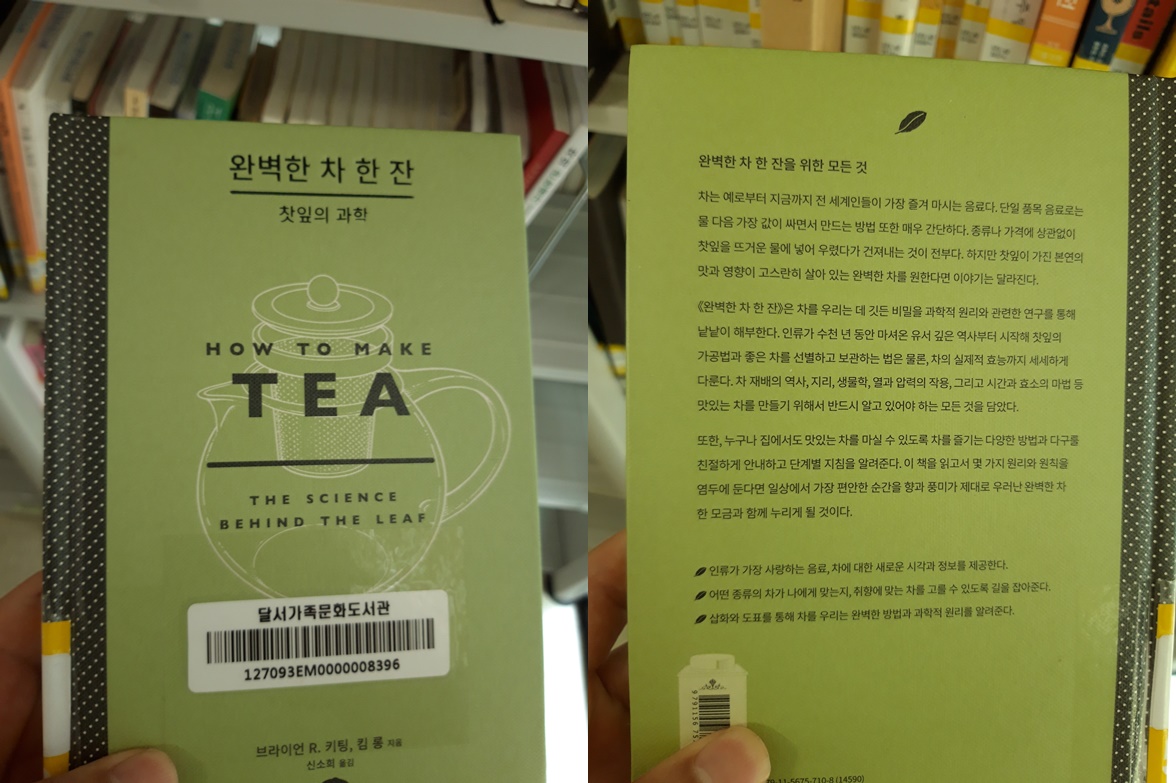 완벽한 차 한 잔
찻잎의 과학
HOW TO MAKE
TEA
THE SCIENCE
BEHIND THE LEAF
달서가족문화도서관
127093EM0000008396
브라이언 R. 키팅, 킴 롱 지음
신소희 옮김
완벽한 차 한 잔을 위한 모든 것
차는 예로부터 지금까지 전 세계인들이 가장 즐겨 마시는 음료다. 단일 품목 음료로는
물 다음 가장 값이 싸면서 만드는 방법 또한 매우 간단하다. 종류나 가격에 상관없이
찻잎을 뜨거운 물에 넣어 우렸다가 건져내는 것이 전부다. 하지만 찻잎이 가진 본연의
맛과 영향이 고스란히 살아 있는 완벽한 차를 원한다면 이야기는 달라진다.
《완벽한 차 한 잔》은 차를 우리는 데 깃든 비밀을 과학적 원리와 관련한 연구를 통해
낱낱이 해부한다. 인류가 수천 년 동안 마셔온 유서 깊은 역사부터 시작해 찻잎의
가공법과 좋은 차를 선별하고 보관하는 법은 물론, 차의 실제적 효능까지 세세하게
다룬다. 차 재배의 역사, 지리, 생물학, 열과 압력의 작용, 그리고 시간과 효소의 마법 등
맛있는 차를 만들기 위해서 반드시 알고 있어야 하는 모든 것을 담았다.
또한, 누구나 집에서도 맛있는 차를 마실 수 있도록 차를 즐기는 다양한 방법과 다구를
친절하게 안내하고 단계별 지침을 알려준다. 이 책을 읽고서 몇 가지 원리와 원칙을
염두에 둔다면 일상에서 가장 편안한 순간을 향과 풍미가 제대로 우러난 완벽한 차
한 모금과 함께 누리게 될 것이다.
인류가 가장 사랑하는 음료, 차에 대한 새로운 시각과 정보를 제공한다.
어떤 종류의 차가 나에게 맞는지, 취향에 맞는 차를 고를 수 있도록 길을 잡아준다.
삽화와 도표를 통해 차를 우리는 완벽한 방법과 과학적 원리를 알려준다.
9791156
11-5675-710-8 (14590)